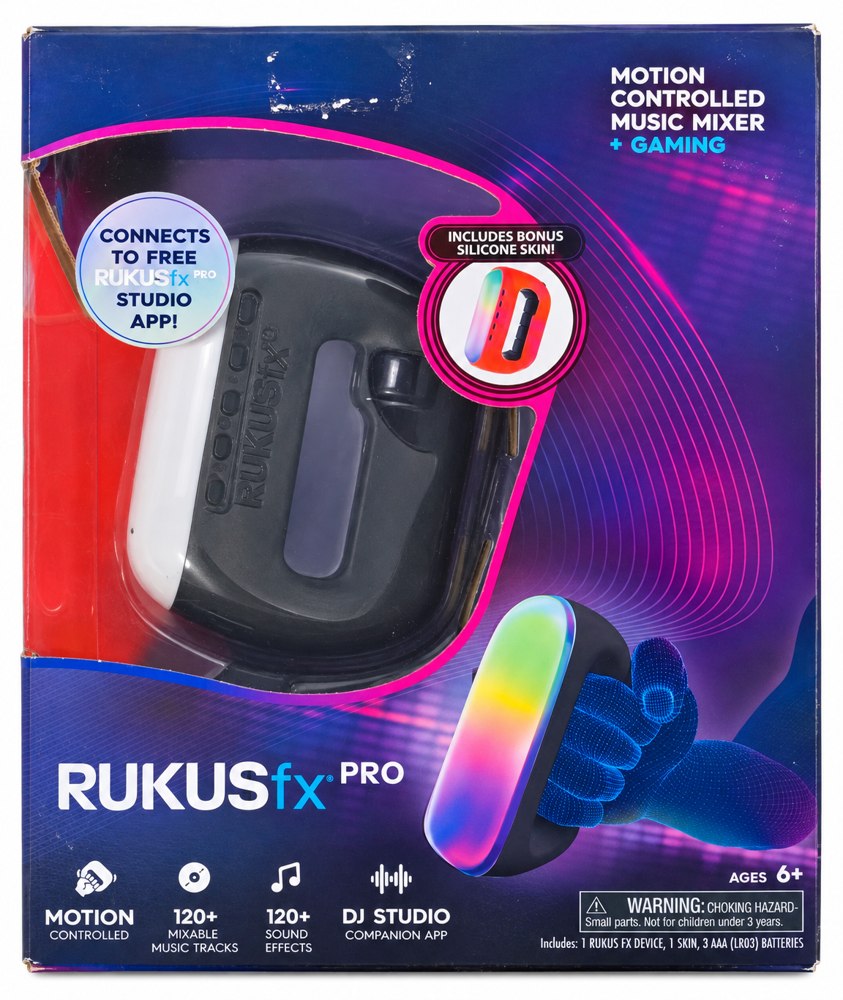 MOTION
CONTROLLED
MUSIC MIXER
+ GAMING
CONNECTS
TO FREE
RUKUSfx PRO
STUDIO
APP!
INCLUDES BONUS
SILICONE SKIN!
RUKUSfx®
RUKUSfx® PRO
MOTION
CONTROLLED
120+
MIXABLE
MUSIC TRACKS
120+
SOUND
EFFECTS
DJ STUDIO
COMPANION APP
AGES 6+
WARNING: CHOKING HAZARD-
Small parts. Not for children under 3 years.
Includes: 1 RUKUS FX DEVICE, 1 SKIN, 3 AAA (LR03) BATTERIES